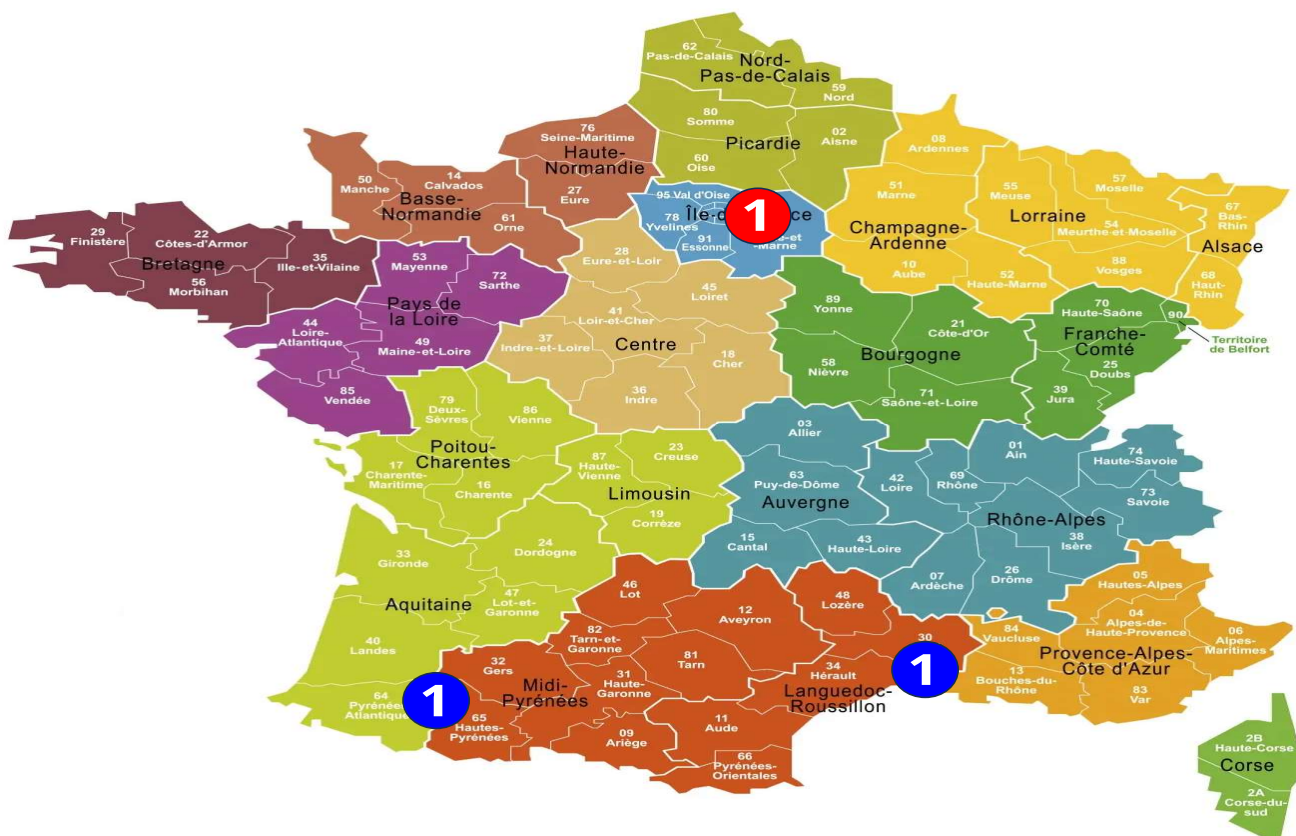 62
Pas-de-Calais
Nord-
Pas-de-Calais
59
Nord
80
Somme
02
Aisne
Picardie
60
Oise
76
Seine-Maritime
Haute-
Normandie
27
Eure
50
Manche
14
Calvados
Basse-
Normandie
61
Orne
95 Val d'Oise
78
Yvelines
91
Essonne
Marne
1
08
Ardennes
51
Marne
Champagne-
Ardenne
10
Aube
52
Haute-Marne
55
Meuse
57
Moselle
Lorraine
54
Meurthe-et-Moselle
88
Vosges
67
Bas-
Rhin
Alsace
68
Haut-
Rhin
29
Finistère
22
Côtes-d'Armor
Bretagne
56
Morbihan
35
Ille-et-Vilaine
53
Mayenne
72
Sarthe
Pays de
la Loire
44
Loire-
Atlantique
49
Maine-et-Loire
85
Vendée
28
Eure-et-Loir
45
Loiret
41
Loir-et-Cher
37
Indre-et-Loire
Centre
18
Cher
36
Indre
89
Yonne
21
Côte-d'Or
Bourgogne
58
Nièvre
71
Saône-et-Loire
70
Haute-Saône
90
Territoire
de Belfort
Franche-
Comté
25
Doubs
39
Jura
79
Deux-
Sèvres
86
Vienne
Poitou-
Charentes
17
Charente-
Maritime
16
Charente
23
Creuse
87
Haute-
Vienne
Limousin
19
Corrèze
03
Allier
63
Puy-de-Dôme
Auvergne
15
Cantal
43
Haute-Loire
42
Loire
69
Rhône
01
Ain
74
Haute-Savoie
73
Savoie
Rhône-Alpes
38
Isère
07
Ardèche
26
Drôme
33
Gironde
24
Dordogne
47
Lot-et-
Garonne
Aquitaine
40
Landes
64
1
46
Lot
12
Aveyron
82
Tarn-et-
Garonne
32
Gers
81
Tarn
31
Haute-
Garonne
Midi-
Pyrénées
65
Hautes-
Pyrénées
09
Ariège
48
Lozère
30
1
34
Hérault
Languedoc-
Roussillon
11
Aude
66
Pyrénées-
Orientales
05
Hautes-Alpes
04
Alpes-de-
Haute-Provence
06
Alpes-
Maritimes
84
Vaucluse
Provence-Alpes-
Côte d'Azur
13
Bouches-du-
Rhône
83
Var
2B
Haute-Corse
Corse
2A
Corse-du-
sud